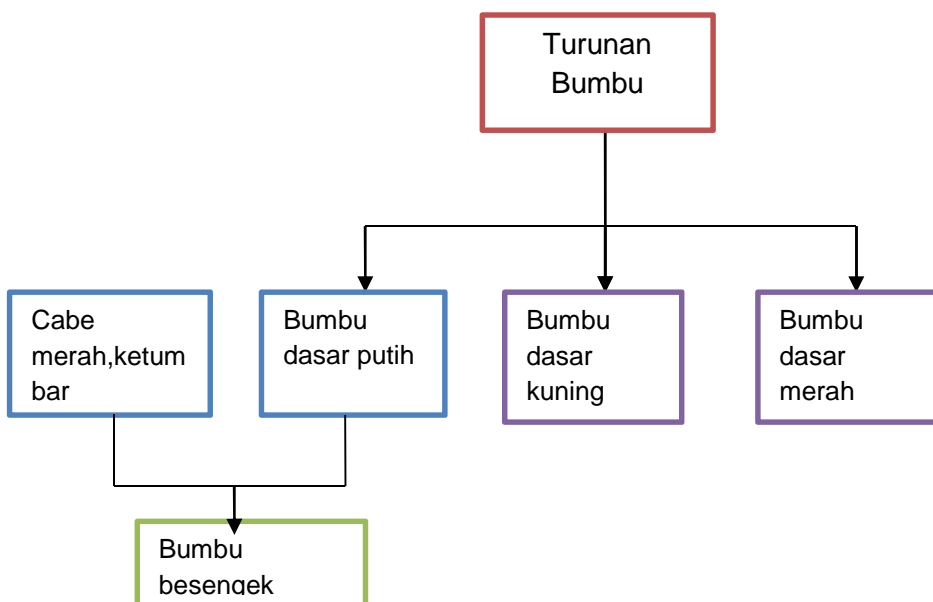 Turunan
Bumbu
Cabe
merah,ketum
bar
Bumbu
dasar putih
Bumbu
dasar
kuning
Bumbu
dasar
merah
Bumbu
besengek